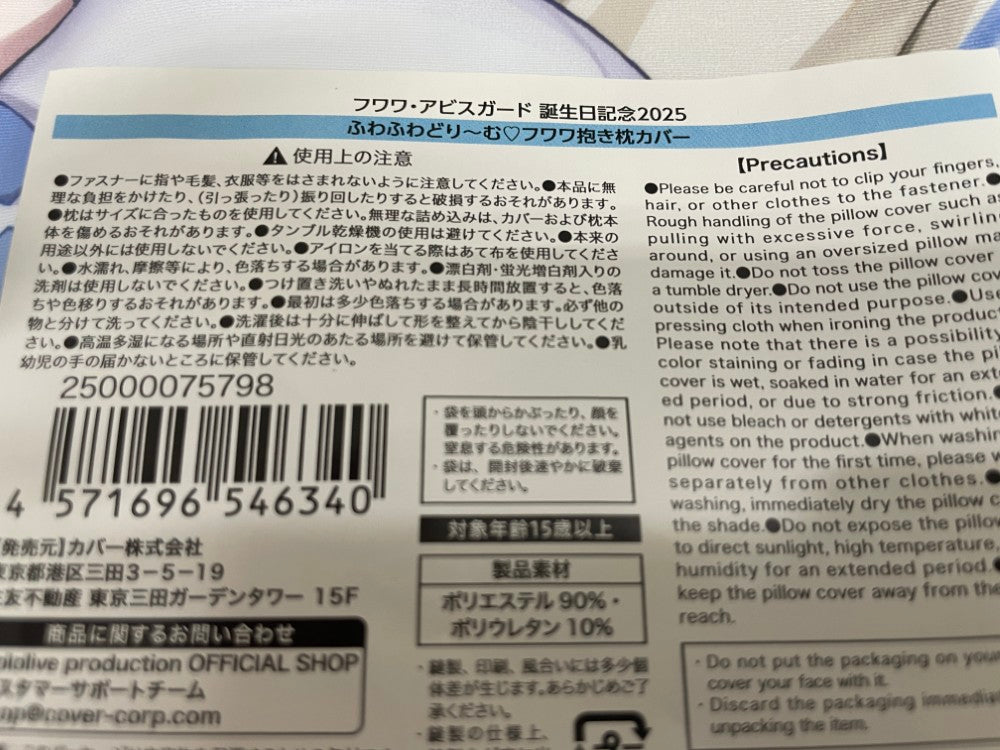 フワワ・アビスガード 誕生日記念2025
ふわふわどり〜む♡フワワ抱き枕カバー
⚠使用上の注意
●ファスナーに指や毛髪、衣服等をはさまれないように注意してください。●本品に無
理な負担をかけたり、(引っ張ったり)振り回したりすると破損するおそれがあります。
●枕はサイズに合ったものを使用してください。無理な詰め込みは、カバーおよび枕本
体を傷めるおそれがあります。●タンブル乾燥機の使用は避けてください。●本来の
用途以外には使用しないでください。●アイロンを当てる際はあて布を使用してくださ
い。●水濡れ、摩擦等により、色落ちする場合があります。●漂白剤・蛍光増白剤入りの
洗剤は使用しないでください。●つけ置き洗いやぬれたまま長時間放置すると、色落
ちや色移りするおそれがあります。●最初は多少色落ちする場合があります。必ず他の
物と分けて洗ってください。●洗濯後は十分に伸ばして形を整えてから陰干ししてくだ
さい。●高温多湿になる場所や直射日光のあたる場所を避けて保管してください。●乳
幼児の手の届かないところに保管してください。
25000075798
4 571696 546340
【発売元】カバー株式会社
東京都港区三田3-5-19
住友不動産 東京三田ガーデンタワー 15F
商品に関するお問い合わせ
hololive production OFFICIAL SHOP
カスタマーサポートチーム
@cover-corp.com
・袋を頭からかぶったり、顔を
覆ったりしないでください。
窒息する危険性があります。
・袋は、開封後速やかに破棄
してください。
対象年齢15歳以上
製品素材
ポリエステル 90%・
ポリウレタン 10%
・縫製、印刷、風合いには多少個
体差が生じます。あらかじめご了
承ください。
・縫製の仕様上、
【Precautions】
●Please be careful not to clip your fingers,
hair, or other clothes to the fastener.●
Rough handling of the pillow cover such as
pulling with excessive force, swirling
around, or using an oversized pillow may
damage it.●Do not toss the pillow cover
a tumble dryer.●Do not use the pillow cov
outside of its intended purpose.●Use
pressing cloth when ironing the product
Please note that there is a possibility
color staining or fading in case the pi
cover is wet, soaked in water for an ext
ed period, or due to strong friction.●
not use bleach or detergents with whit
agents on the product.●When washin
pillow cover for the first time, please w
separately from other clothes.●
washing, immediately dry the pillow c
the shade.●Do not expose the pillo
to direct sunlight, high temperature,
humidity for an extended period.●
keep the pillow cover away from the
reach.
・Do not put the packaging on your
cover your face with it.
・Discard the packaging immedia
unpacking the item.